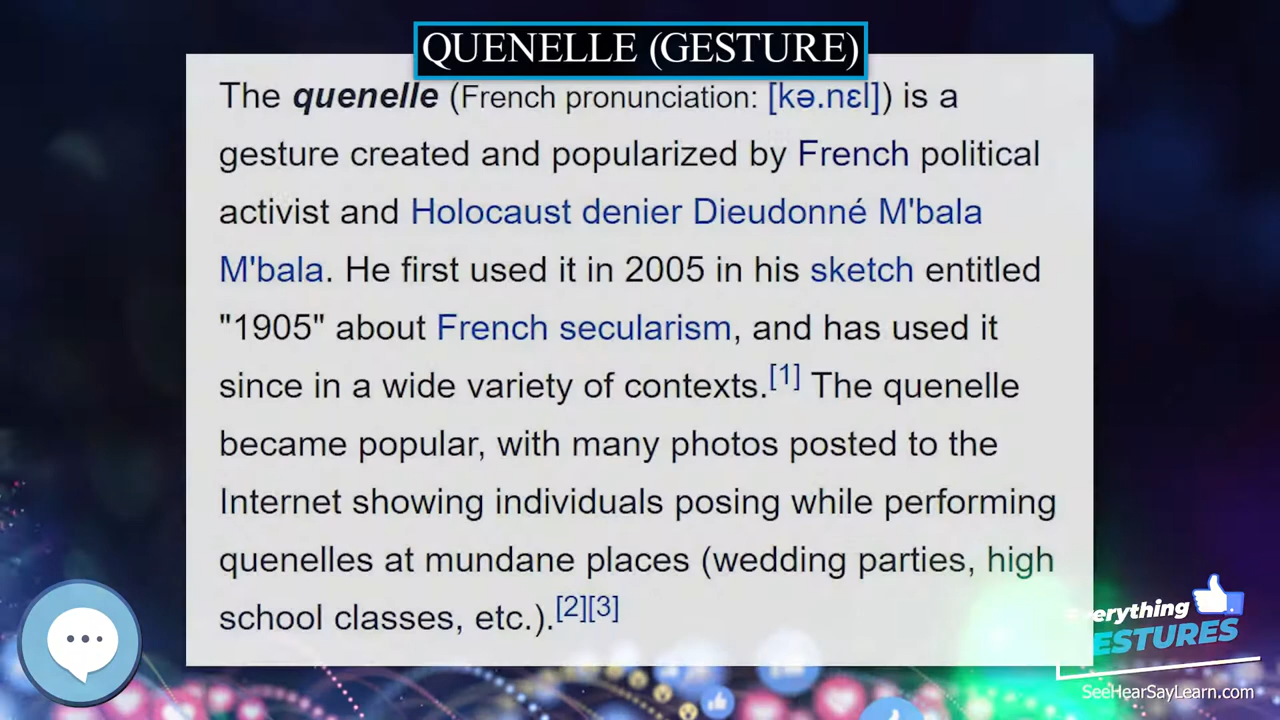 QUENELLE (GESTURE)
The quenelle (French pronunciation: [kə.nɛl]) is a
gesture created and popularized by French political
activist and Holocaust denier Dieudonné M'bala
M'bala. He first used it in 2005 in his sketch entitled
"1905" about French secularism, and has used it
since in a wide variety of contexts.[1] The quenelle
became popular, with many photos posted to the
Internet showing individuals posing while performing
quenelles at mundane places (wedding parties, high
school classes, etc.).[2][3]
#everything
GESTURES
SeeHearSayLearn.com